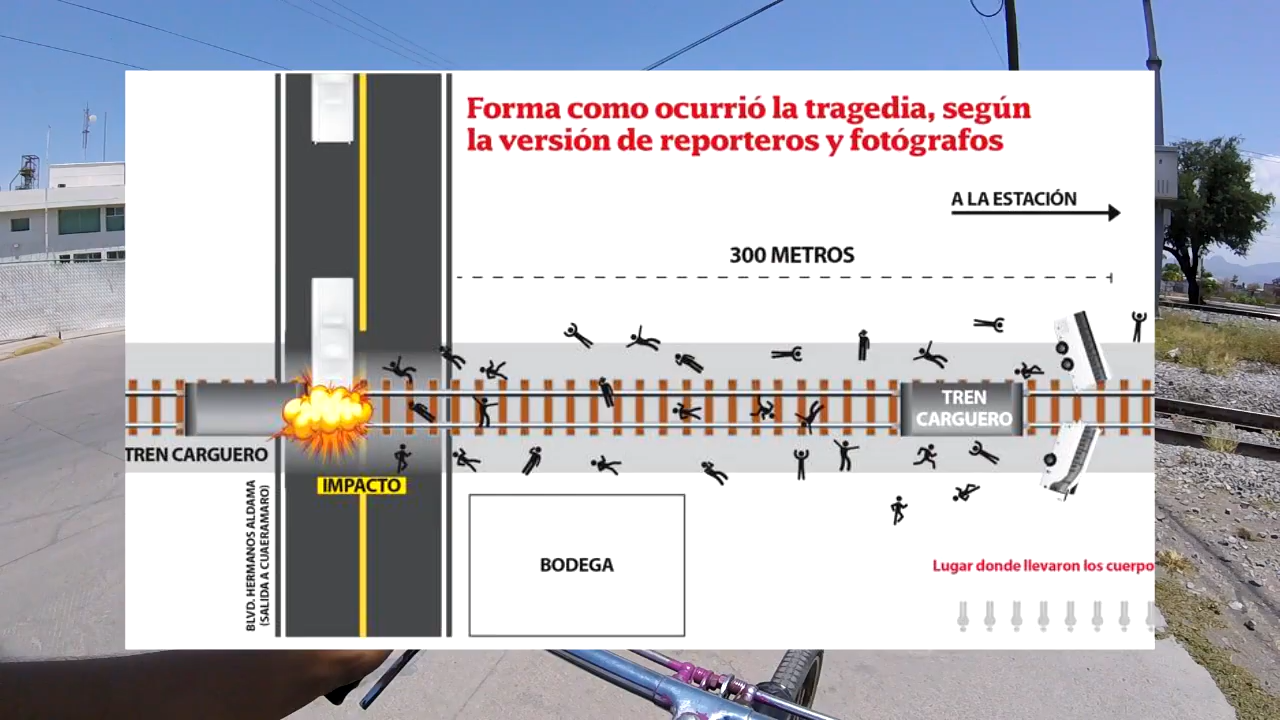 Forma como ocurrió la tragedia, según
la versión de reporteros y fotógrafos
A LA ESTACIÓN
300 METROS
TREN
CARGUERO
TREN CARGUERO
IMPACTO
BLVD. HERMANOS ALDAMA
(SALIDA A CUAERAMARO)
BODEGA
Lugar donde llevaron los cuerpo